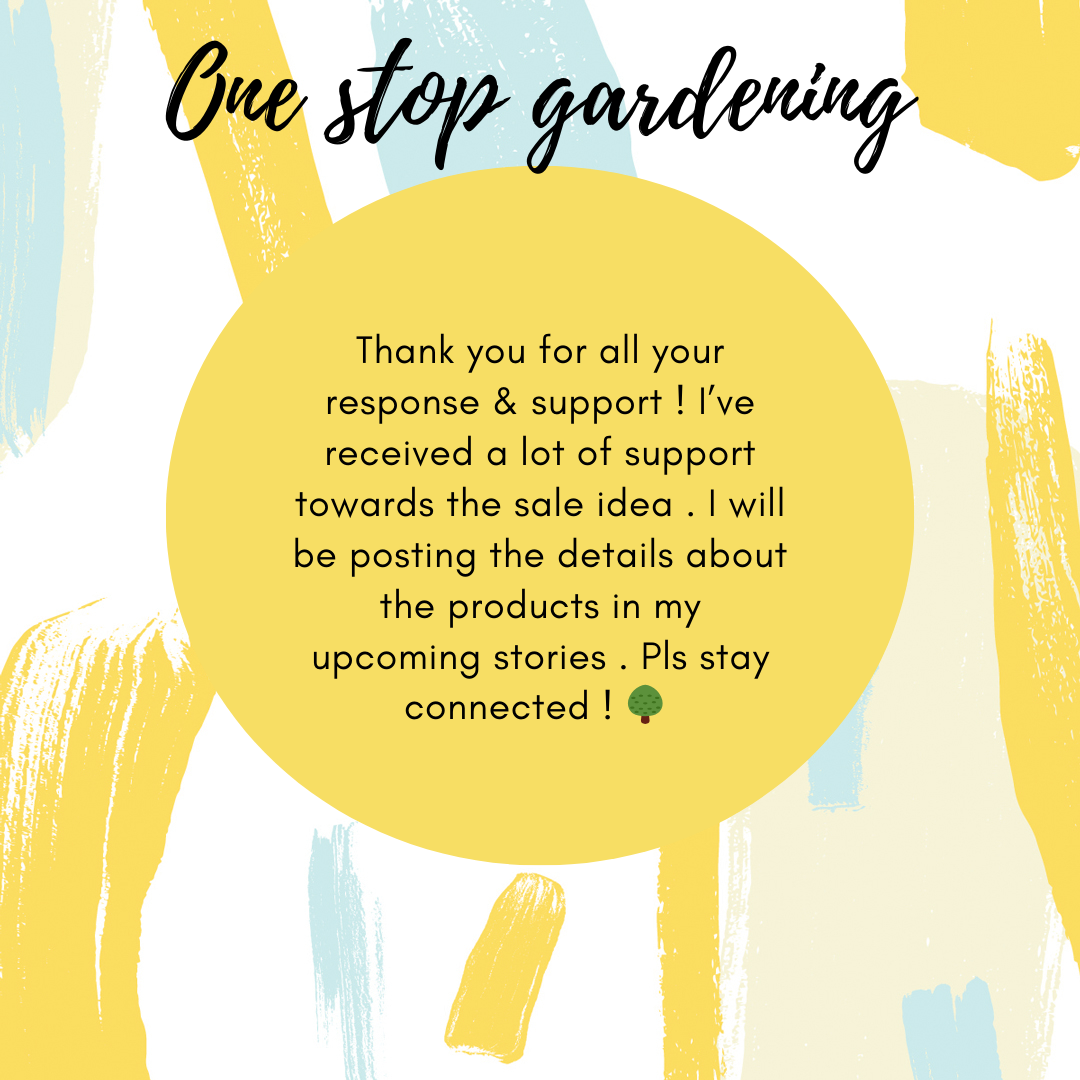 One stop gardening
Thank you for all your
response & support ! I’ve
received a lot of support
towards the sale idea . I will
be posting the details about
the products in my
upcoming stories . Pls stay
connected ! 🌳